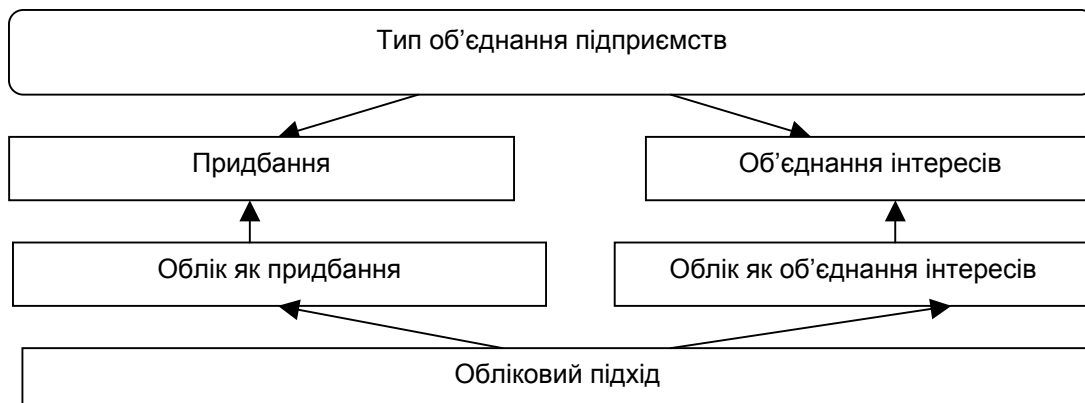 Тип об’єднання підприємств
Придбання
Об’єднання інтересів
Облік як придбання
Облік як об’єднання інтересів
Обліковий підхід